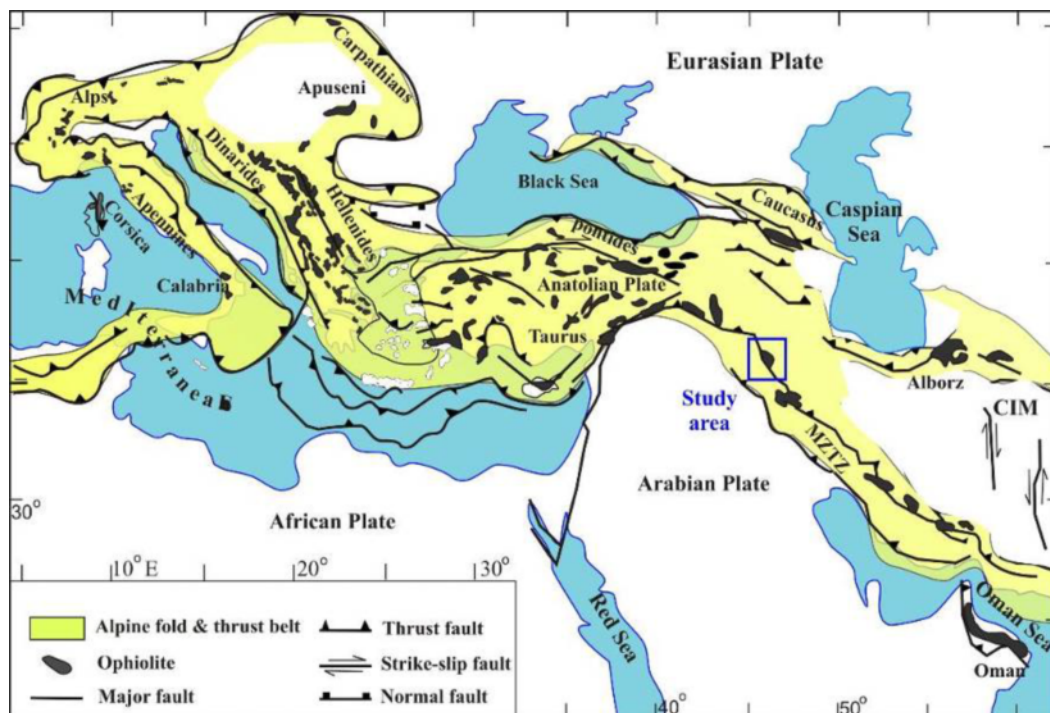 Carpathians
Eurasian Plate
Apuseni
Alps
Dinarides
Hellenides
Black Sea
Caucasus
Caspian
Sea
Corsica
Apennines
pontides
Calabria
Anatolian Plate
Mediterranean
Taurus
Alborz
Study
area
CIM
MZTZ
Arabian Plate
30°
African Plate
10° E
20°
30°
Alpine fold & thrust belt
Thrust fault
Ophiolite
Strike-slip fault
Major fault
Normal fault
Red Sea
Oman Sea
Oman
40°
50°